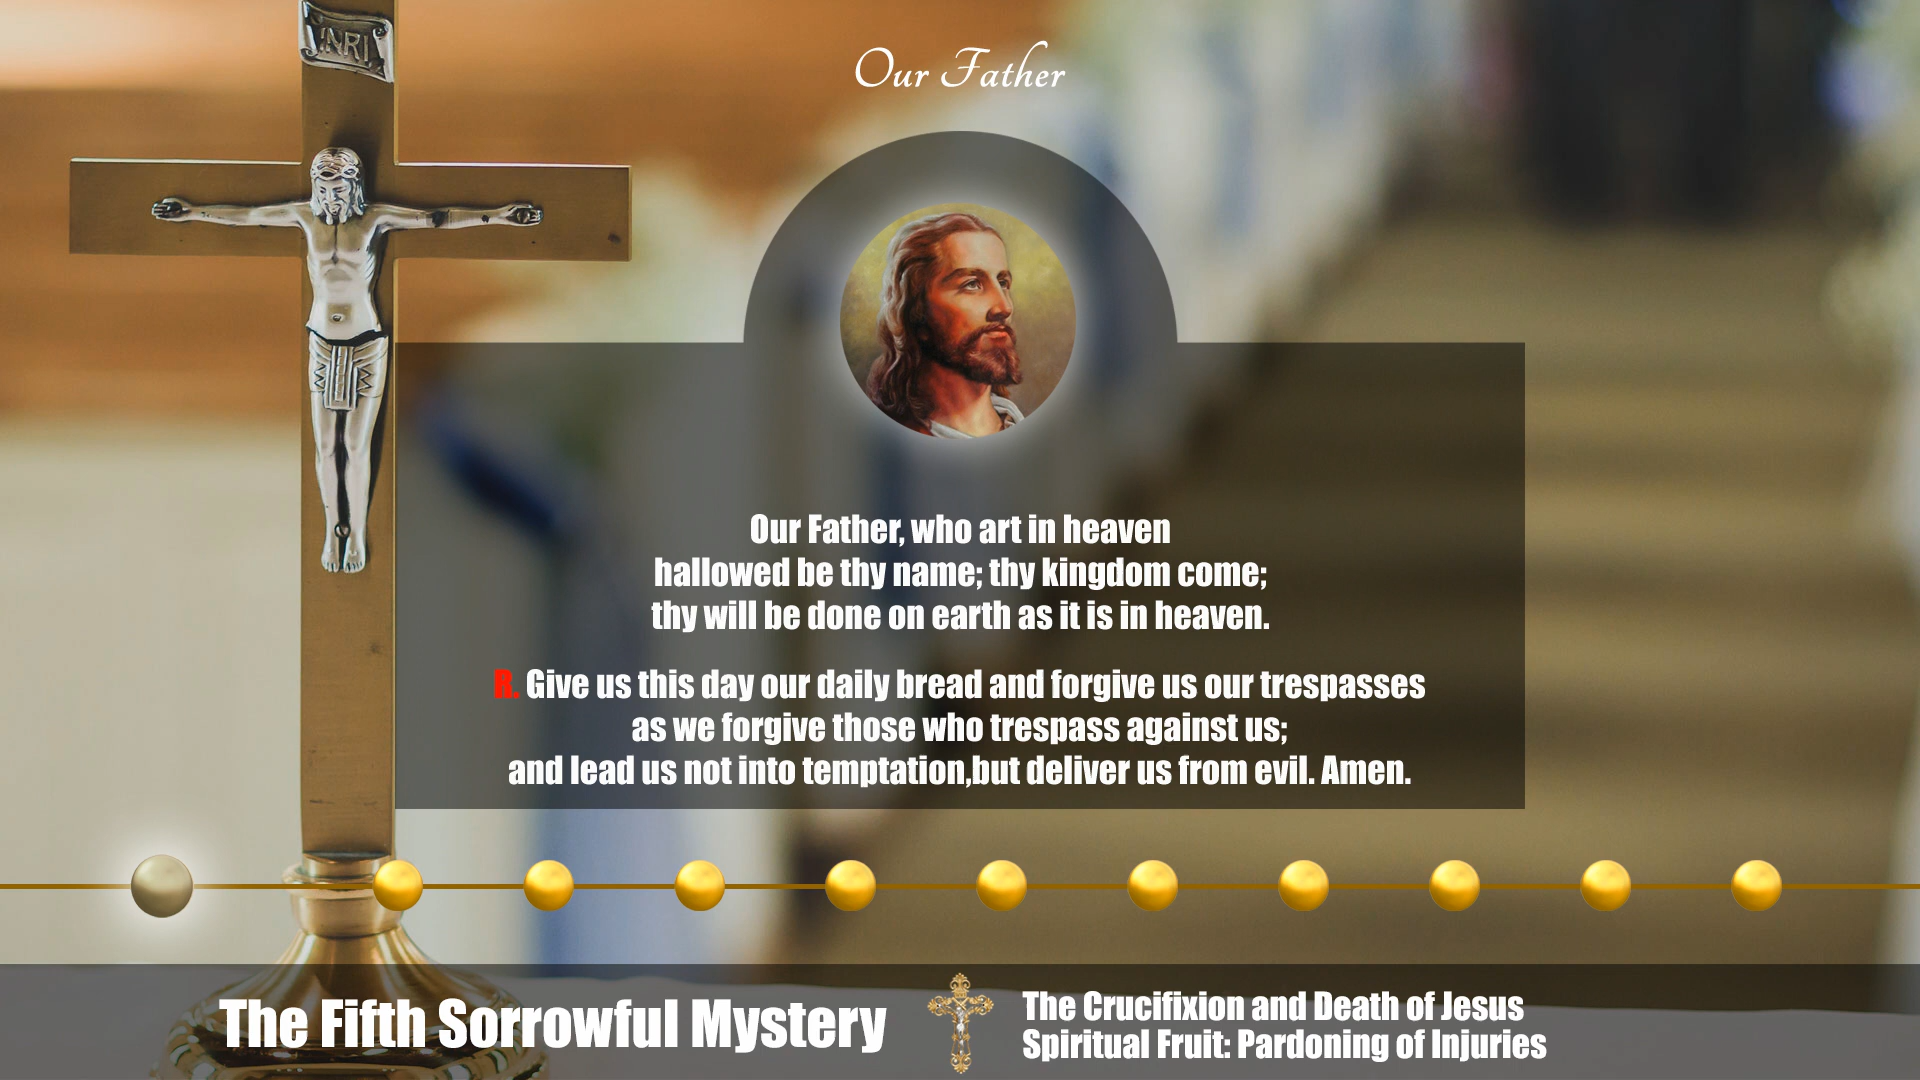 INRI
Our Father
Our Father, who art in heaven
hallowed be thy name; thy kingdom come;
thy will be done on earth as it is in heaven.
R. Give us this day our daily bread and forgive us our trespasses
as we forgive those who trespass against us;
and lead us not into temptation,but deliver us from evil. Amen.
The Fifth Sorrowful Mystery
The Crucifixion and Death of Jesus
Spiritual Fruit: Pardoning of Injuries